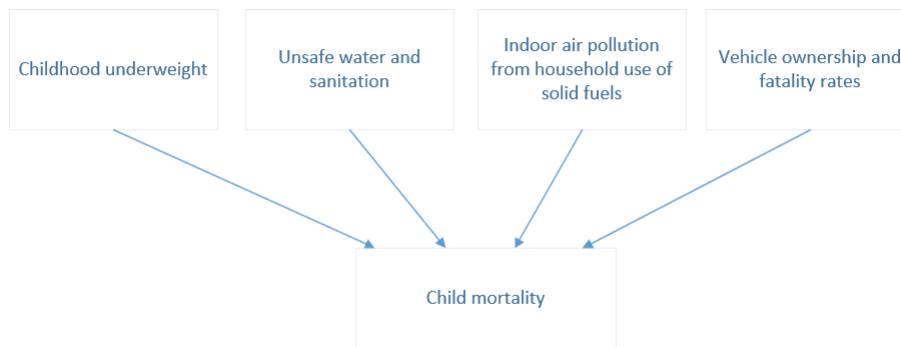 Childhood underweight
Unsafe water and
sanitation
Indoor air pollution
from household use of
solid fuels
Vehicle ownership and
fatality rates
Child mortality